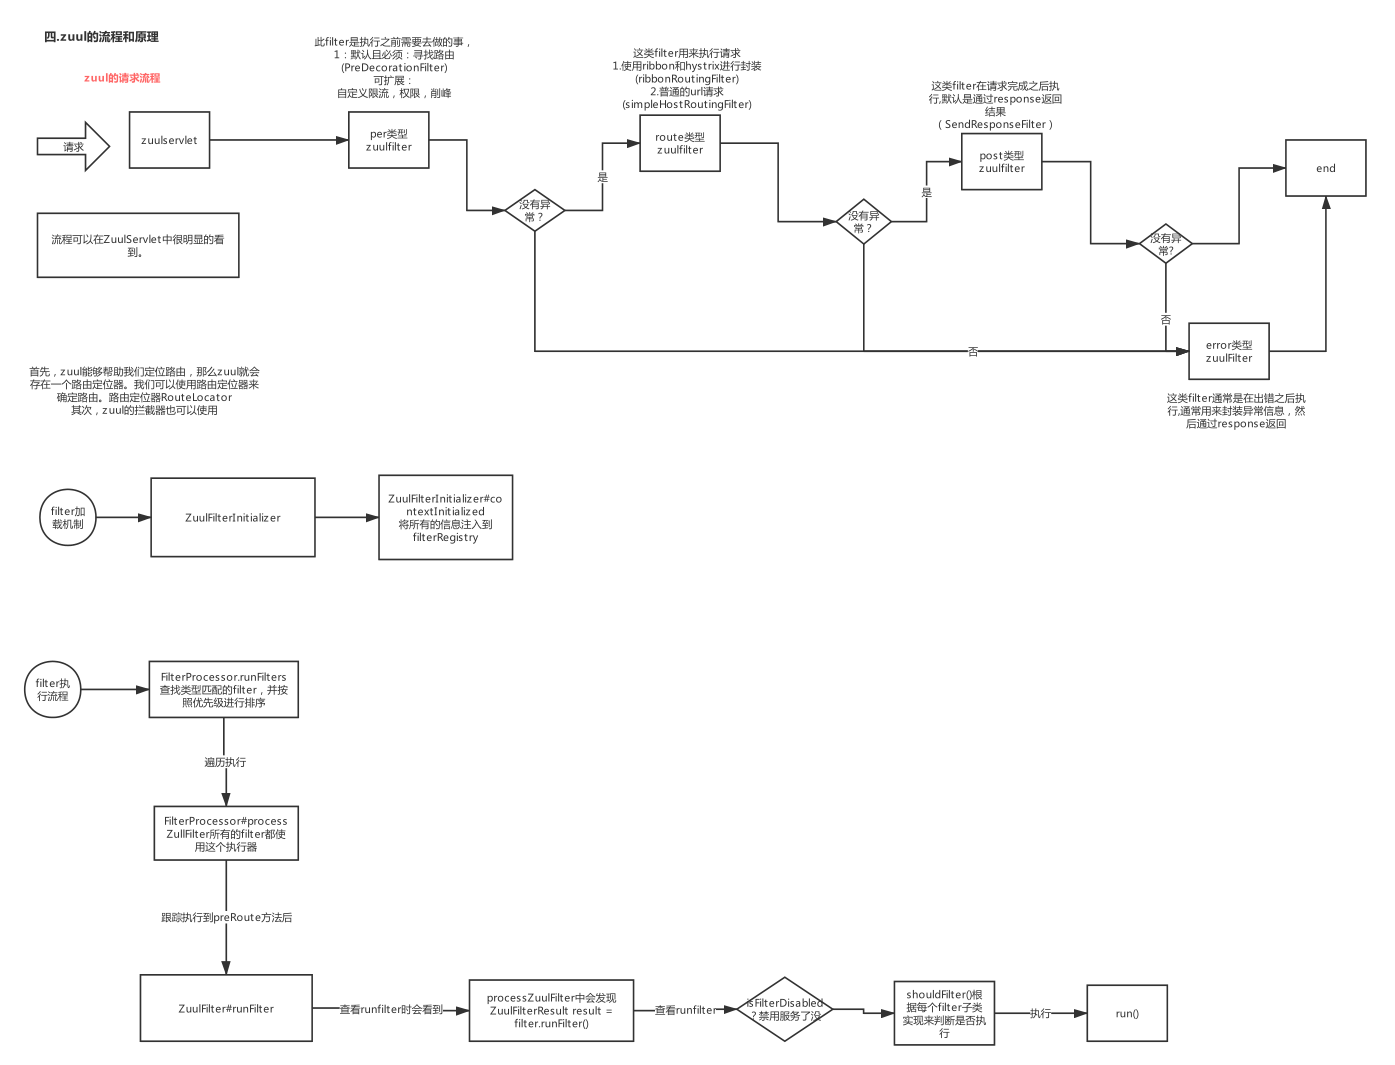 四.zuul的流程和原理
zuul的请求流程
请求
zuulservlet
此filter是执行之前需要去做的事，
1：默认且必须：寻找路由
(PreDecorationFilter)
可扩展：
自定义限流，权限，削峰
per类型
zuulfilter
没有异
常？
是
这类filter用来执行请求
1.使用ribbon和hystrix进行封装
(ribbonRoutingFilter)
2.普通的url请求
(simpleHostRoutingFilter)
route类型
zuulfilter
没有异
常？
是
这类filter在请求完成之后执
行,默认是通过response返回
结果
( SendResponseFilter )
post类型
zuulfilter
没有异
常?
end
否
否
error类型
zuulFilter
这类filter通常是在出错之后执
行,通常用来封装异常信息，然
后通过response返回
流程可以在ZuulServlet中很明显的看
到。
首先，zuul能够帮助我们定位路由，那么zuul就会
存在一个路由定位器。我们可以使用路由定位器来
确定路由。路由定位器RouteLocator
其次，zuul的拦截器也可以使用
filter加
载机制
ZuulFilterInitializer
ZuulFilterInitializer#co
ntextInitialized
将所有的信息注入到
filterRegistry
filter执
行流程
FilterProcessor.runFilters
查找类型匹配的filter，并按
照优先级进行排序
遍历执行
FilterProcessor#process
ZullFilter所有的filter都使
用这个执行器
跟踪执行到preRoute方法后
ZuulFilter#runFilter
查看runfilter时会看到
processZuulFilter中会发现
ZuulFilterResult result =
filter.runFilter()
查看runfilter
isFilterDisabled
？禁用服务了没
shouldFilter()根
据每个filter子类
实现来判断是否执
行
执行
run()